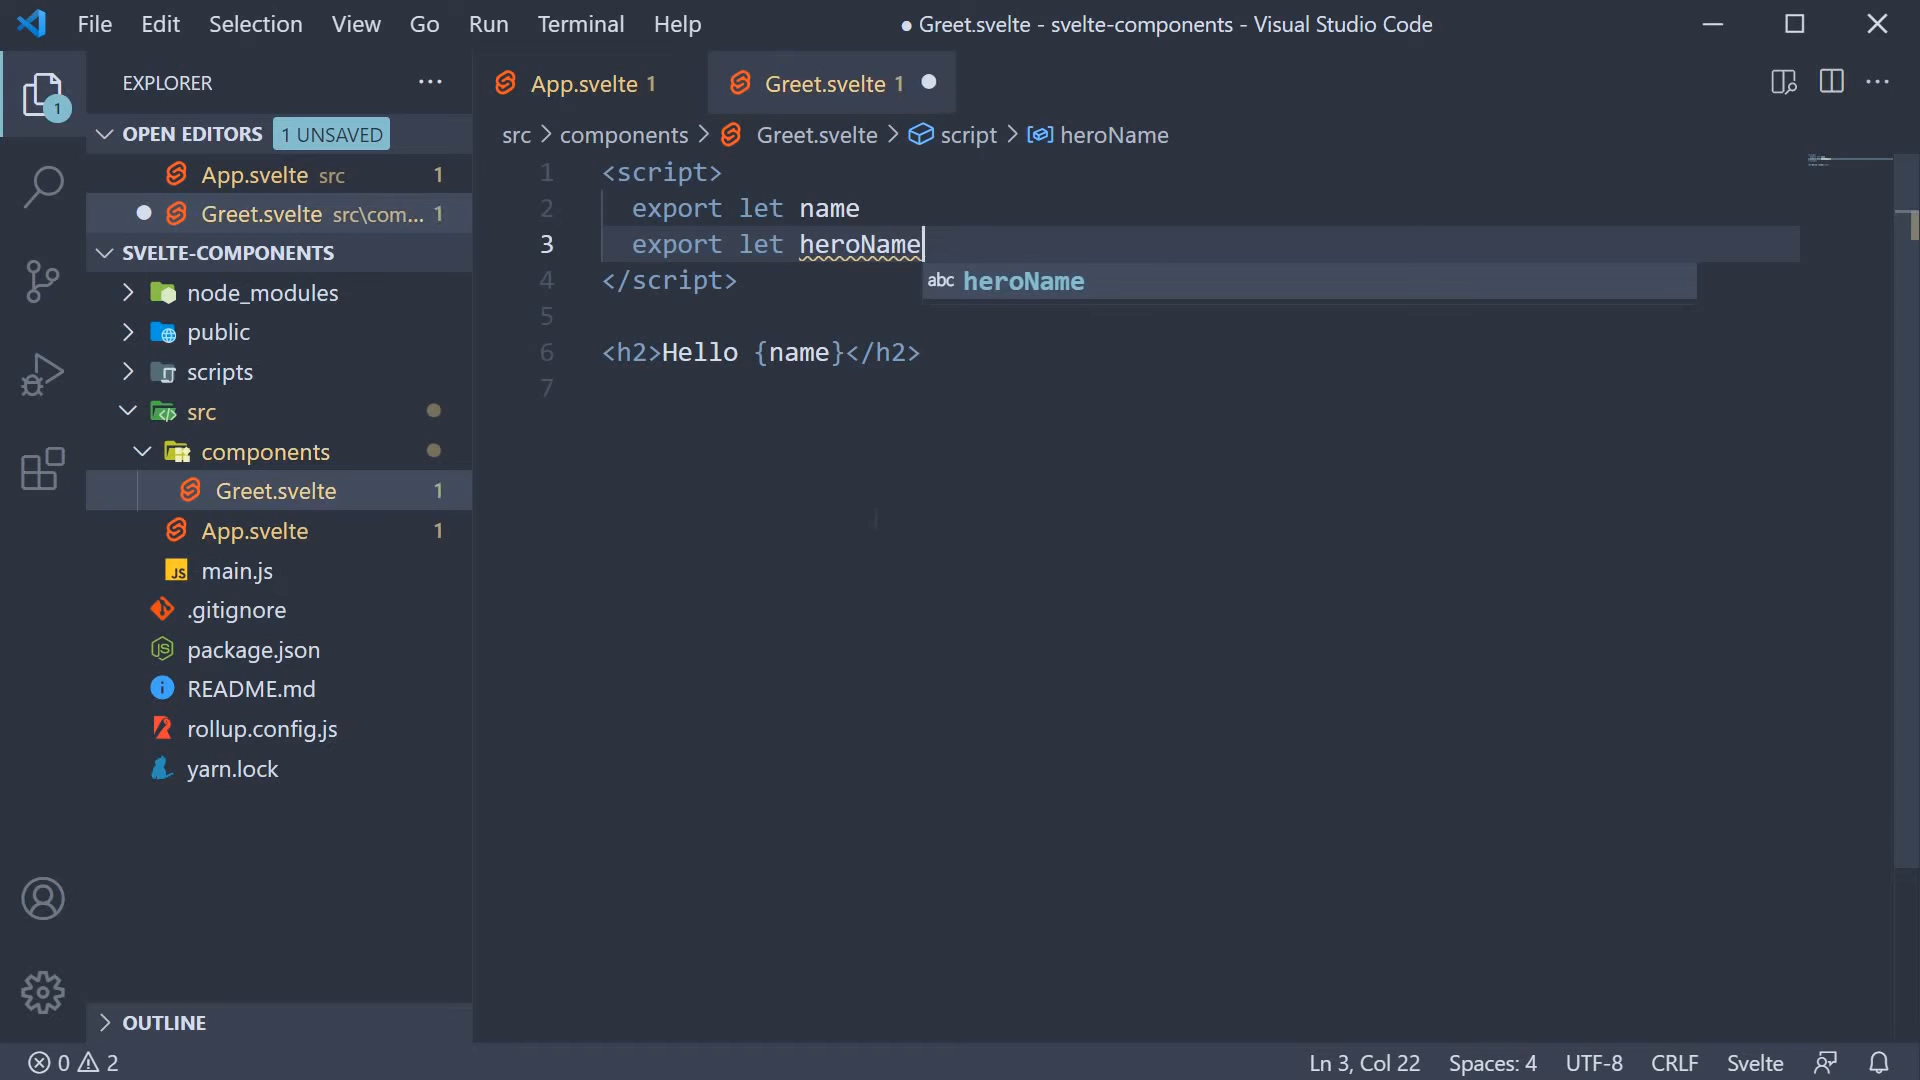 File Edit Selection View Go Run Terminal Help
● Greet.svelte - svelte-components - Visual Studio Code
EXPLORER
1
OPEN EDITORS 1 UNSAVED
App.svelte src 1
Greet.svelte src\com... 1
SVELTE-COMPONENTS
node_modules
public
scripts
src
components
Greet.svelte 1
App.svelte 1
JS main.js
.gitignore
package.json
README.md
rollup.config.js
yarn.lock
OUTLINE
App.svelte 1
Greet.svelte 1
src > components > Greet.svelte > script > heroName
1 <script>
2 export let name
3 export let heroName
abc heroName
4 </script>
5
6 <h2>Hello {name}</h2>
7
0 2
Ln 3, Col 22 Spaces: 4 UTF-8 CRLF Svelte